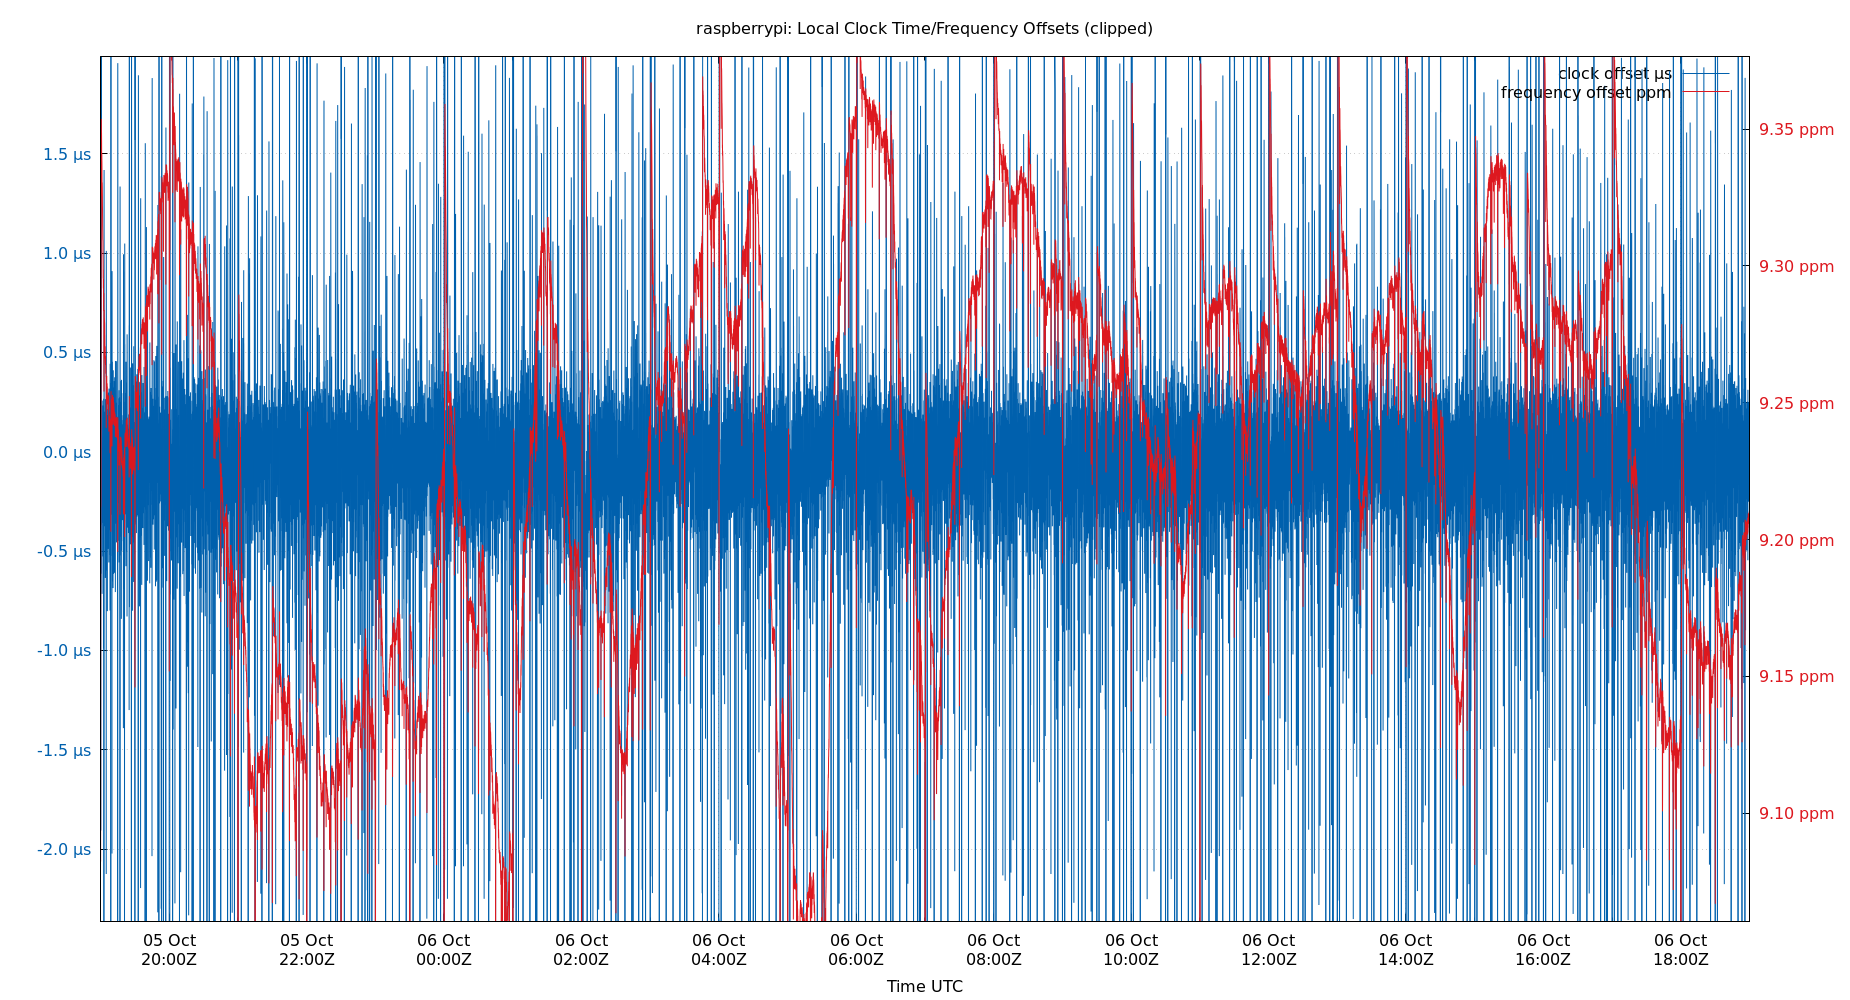 raspberrypi: Local Clock Time/Frequency Offsets (clipped)
clock offset μs
frequency offset ppm
1.5 μs
1.0 μs
0.5 μs
0.0 μs
-0.5 μs
-1.0 μs
-1.5 μs
-2.0 μs
9.35 ppm
9.30 ppm
9.25 ppm
9.20 ppm
9.15 ppm
9.10 ppm
05 Oct 05 Oct 06 Oct 06 Oct 06 Oct 06 Oct 06 Oct 06 Oct 06 Oct 06 Oct 06 Oct 06 Oct
20:00Z 22:00Z 00:00Z 02:00Z 04:00Z 06:00Z 08:00Z 10:00Z 12:00Z 14:00Z 16:00Z 18:00Z
Time UTC